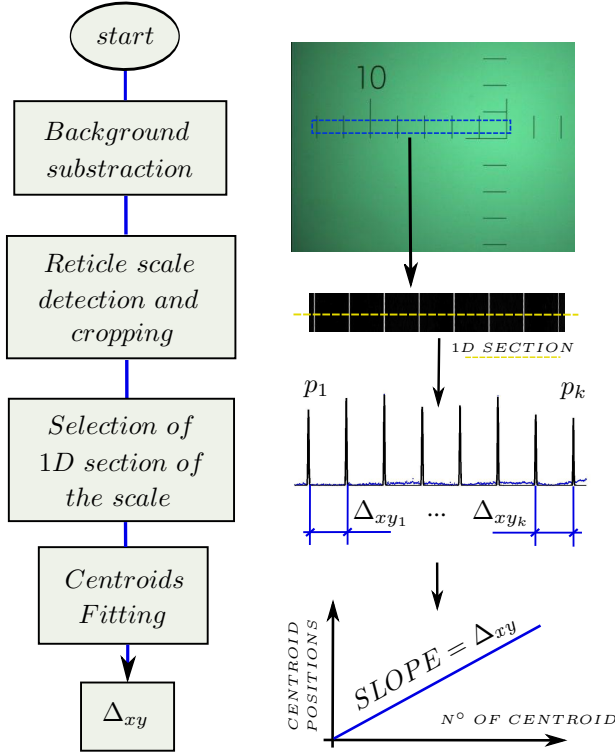 start
Background
substraction
Reticle scale
detection and
cropping
Selection of
1D section of
the scale
Centroids
Fitting
Δxy
10
1D SECTION
p1
pk
Δxy1 ... Δxyk
CENTROID
POSITIONS
SLOPE = Δxy
N° OF CENTROID